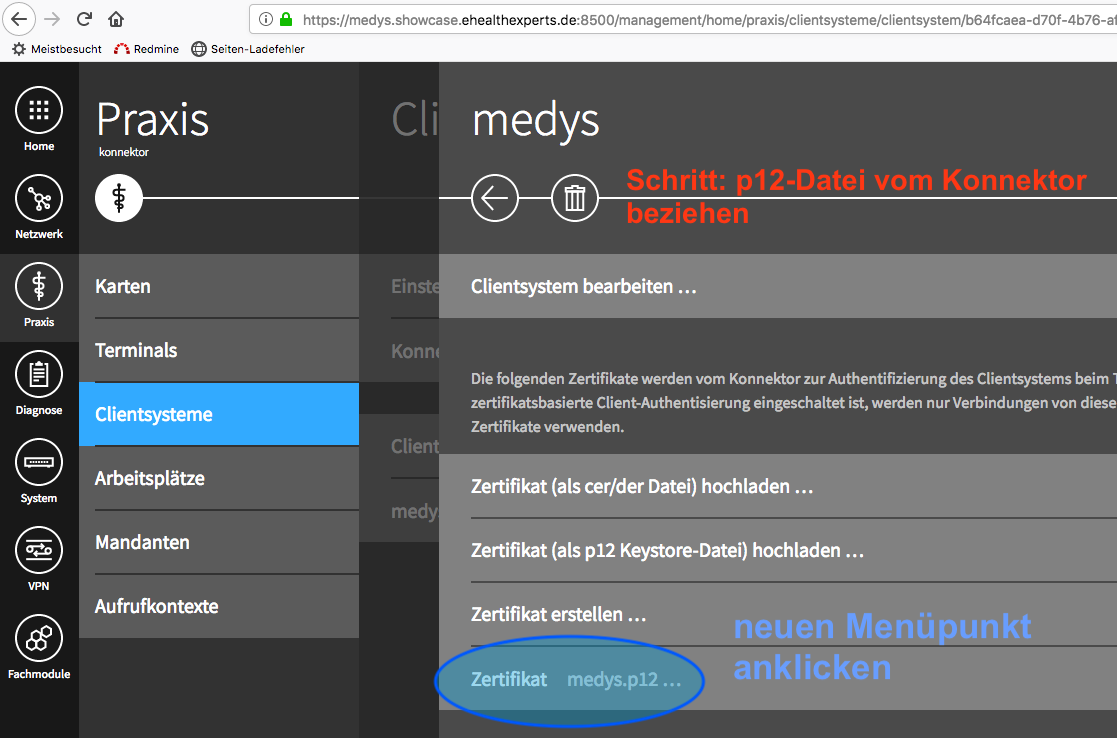 https://medys.showcase.ehealthexperts.de:8500/management/home/praxis/clientsysteme/clientsystem/b64fcaea-d70f-4b76-a
Meistbesucht Redmine Seiten-Ladefehler
Home
Netzwerk
Praxis
Diagnose
System
VPN
Fachmodule
Praxis
konnektor
Karten
Terminals
Clientsysteme
Arbeitsplätze
Mandanten
Aufrufkontexte
Cli
Einste
Konne
Client
medy
medys
Schritt: p12-Datei vom Konnektor
beziehen
Clientsystem bearbeiten ...
Die folgenden Zertifikate werden vom Konnektor zur Authentifizierung des Clientsystems beim T
zertifikatsbasierte Client-Authentisierung eingeschaltet ist, werden nur Verbindungen von diese
Zertifikate verwenden.
Zertifikat (als cer/der Datei) hochladen ...
Zertifikat (als p12 Keystore-Datei) hochladen ...
Zertifikat erstellen ...
neuen Menüpunkt
anklicken
Zertifikat medys.p12 ...